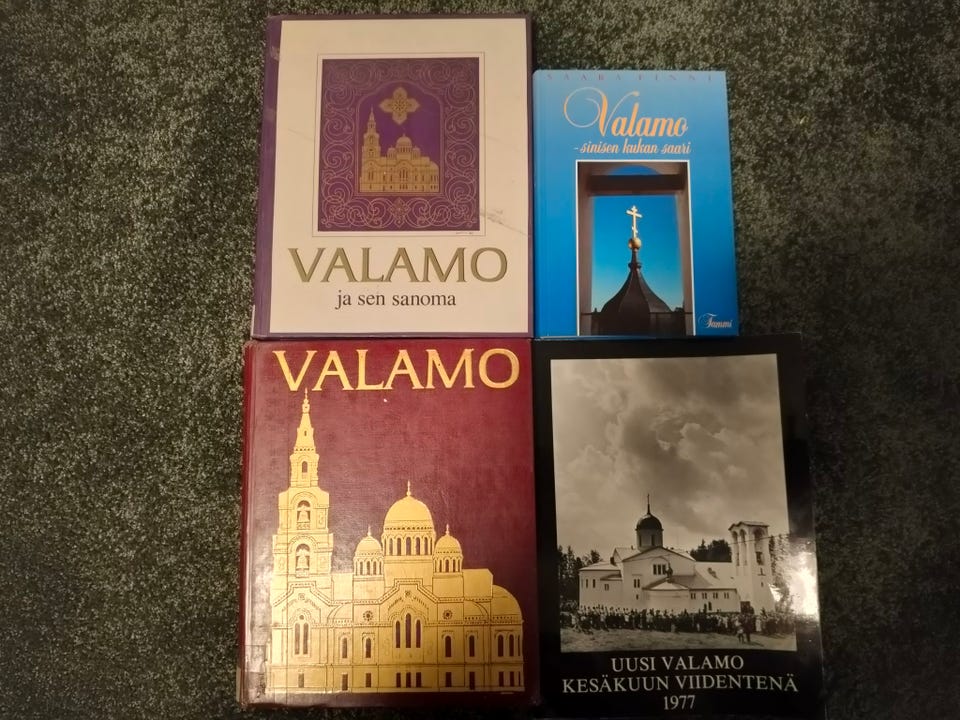 VALAMO
ja sen sanoma
SAARA FINNI
Valamo
-sinisen kukan saari
Tammi
VALAMO
UUSI VALAMO
KESÄKUUN VIIDENTENÄ
1977